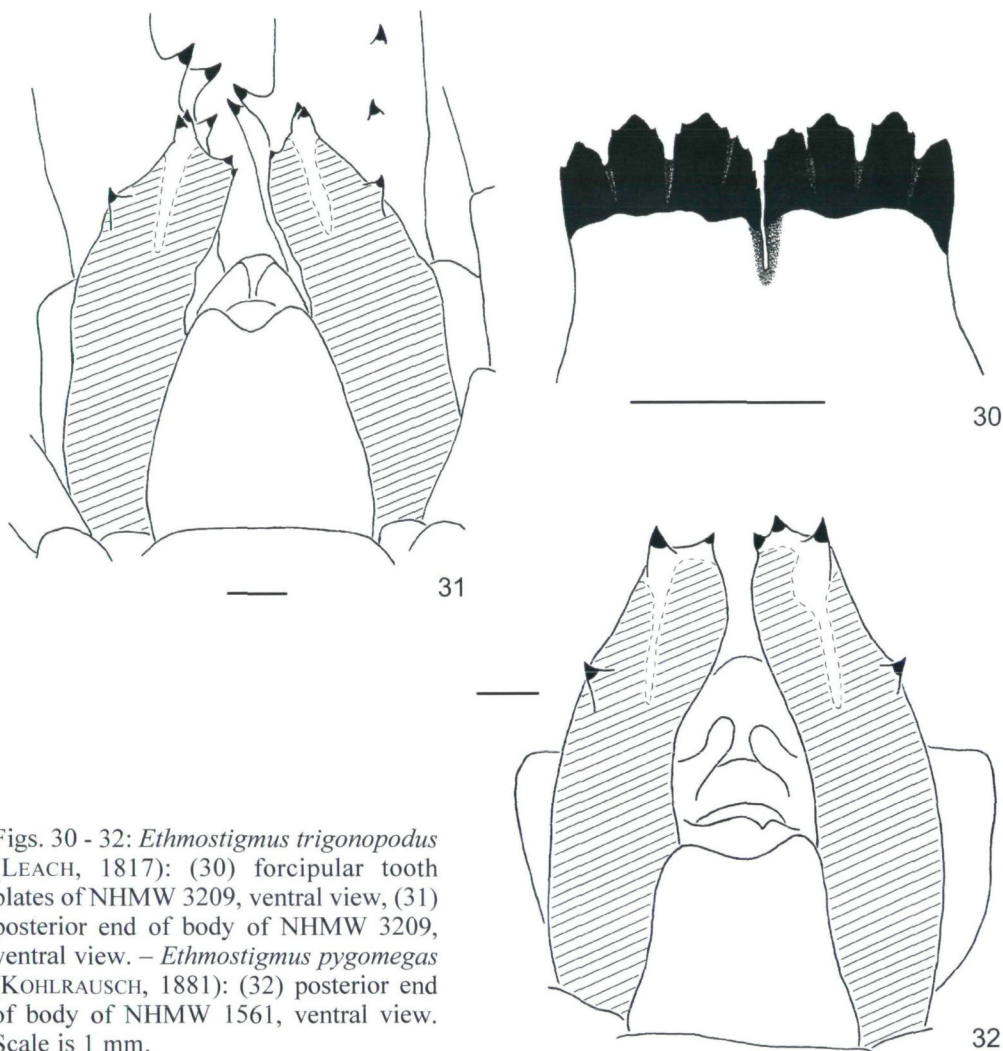 30
31
32
Figs. 30 - 32: Ethmostigmus trigonopodus
(LEACH, 1817): (30) forcipular tooth
plates of NHMW 3209, ventral view, (31)
posterior end of body of NHMW 3209,
ventral view. – Ethmostigmus pygomegas
(KOHLRAUSCH, 1881): (32) posterior end
of body of NHMW 1561, ventral view.
Scale is 1 mm.